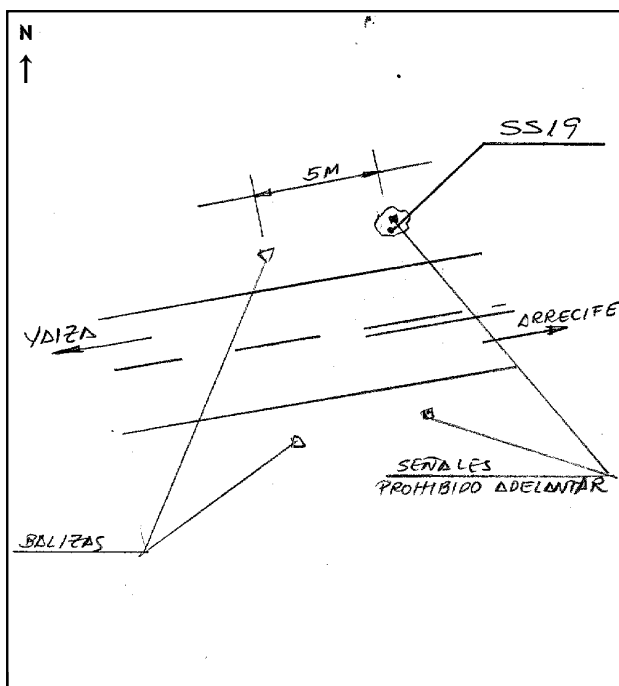 N
SS19
5M
YAIZA
ARRECIFE
SEÑALES
PROHIBIDO ADELANTAR
BALIZAS